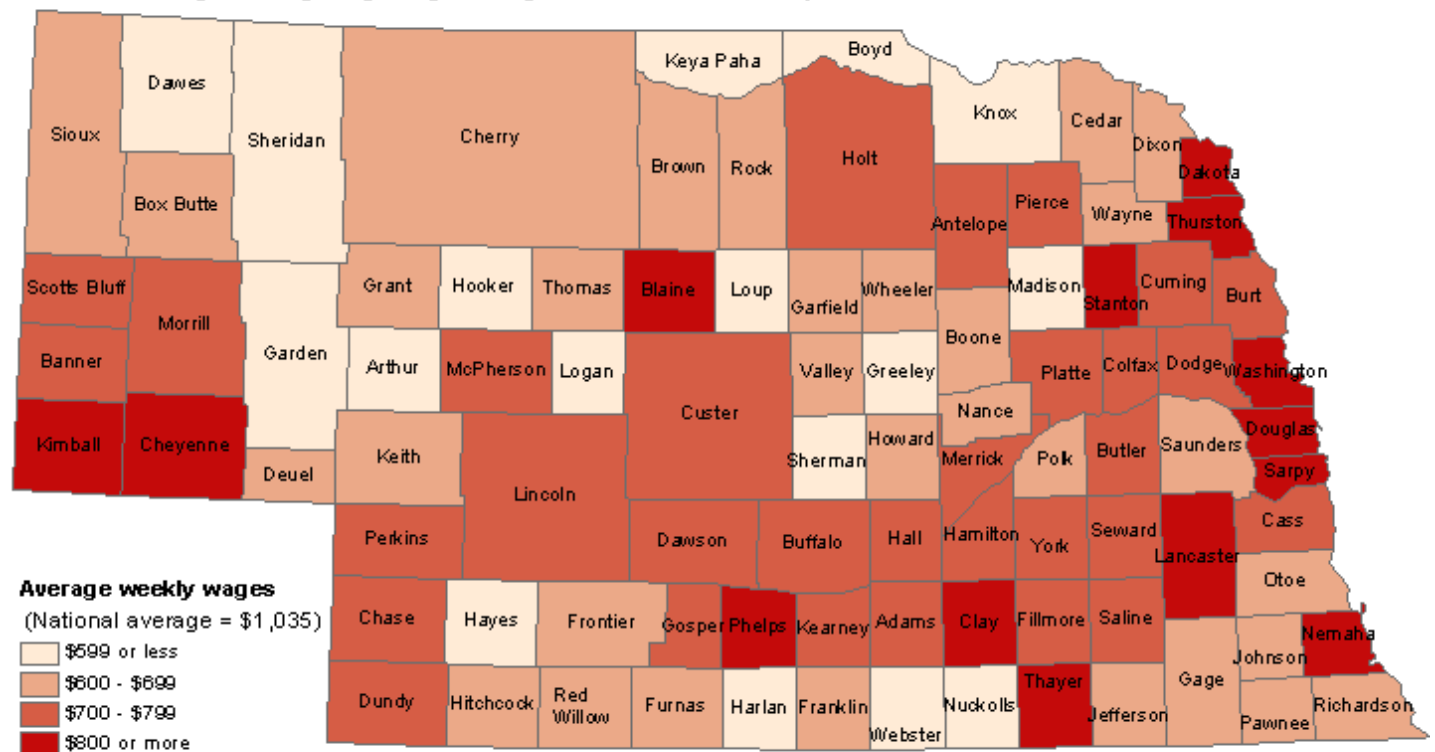 Keya Paha
Boyd
Dawes
Knox
Cedar
Sioux
Sheridan
Cherry
Dixon
Holt
Brown
Rock
Dakota
Box Butte
Pierce
Wayne
Antelope
Thurston
Scotts Bluff
Grant
Hooker
Thomas
Blaine
Loup
Garfield
Wheeler
Madison
Stanton
Cuming
Burt
Morrill
Banner
Garden
Arthur
McPherson
Logan
Valley
Greeley
Boone
Platte
Colfax
Dodge
Washington
Custer
Nance
Kimball
Cheyenne
Deuel
Keith
Lincoln
Sherman
Howard
Merrick
Polk
Butler
Saunders
Douglas
Sarpy
Perkins
Dawson
Buffalo
Hall
Hamilton
York
Seward
Lancaster
Cass
Otoe
Average weekly wages
(National average = $1,035)
$599 or less
$600 - $699
$700 - $799
$800 or more
Chase
Hayes
Frontier
Gosper
Phelps
Kearney
Adams
Clay
Fillmore
Saline
Johnson
Nemaha
Dundy
Hitchcock
Red
Willow
Furnas
Harlan
Franklin
Webster
Nuckolls
Thayer
Jefferson
Gage
Pawnee
Richardson